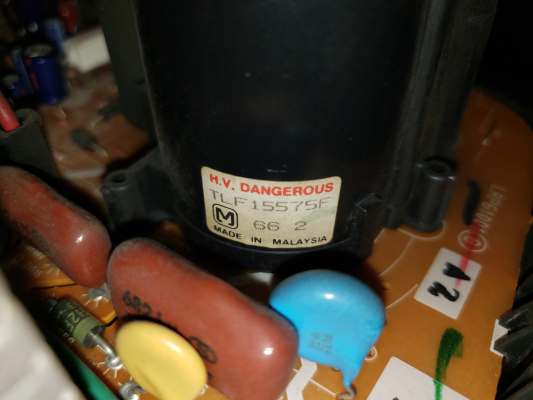 H.V. DANGEROUS
TLF15575F
M 66 2
MADE IN MALAYSIA
A2